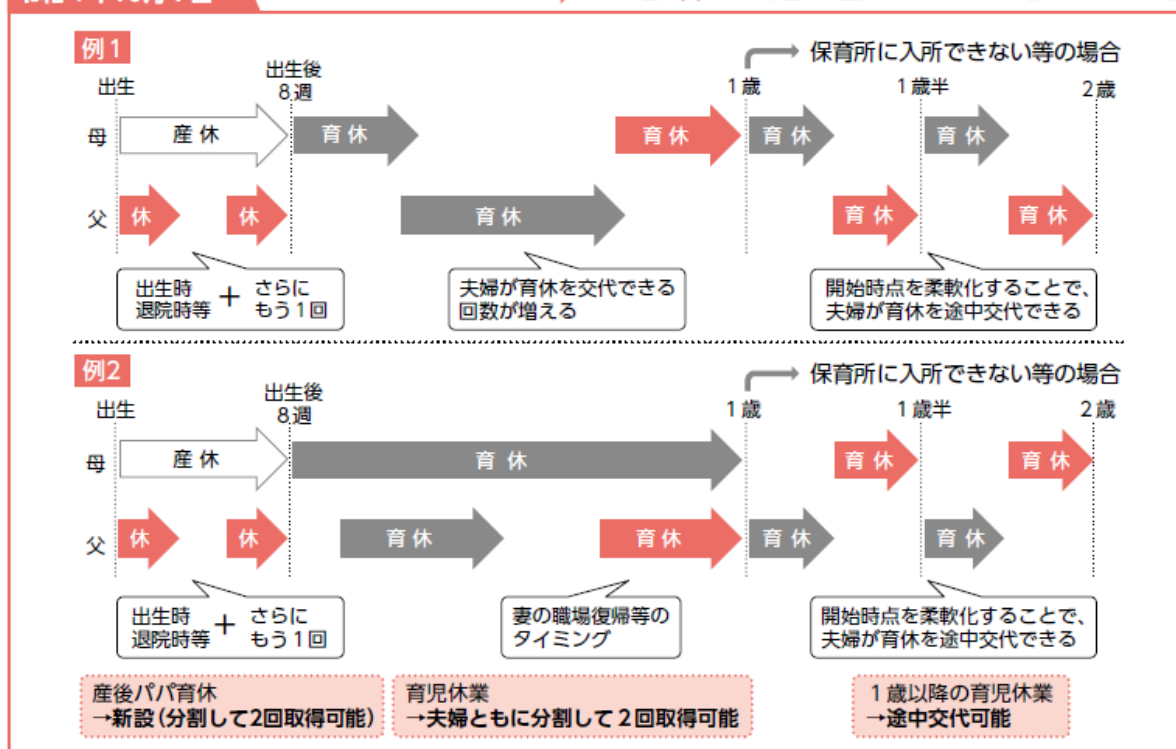 例1
保育所に入所できない等の場合
出生
出生後
8週
1歳
1歳半
2歳
母
産 休
育 休
育 休
育 休
育 休
父
休
休
育 休
育 休
育 休
出生時
退院時等
+
さらに
もう1回
夫婦が育休を交代できる
回数が増える
開始時点を柔軟化することで、
夫婦が育休を途中交代できる
例2
保育所に入所できない等の場合
出生
出生後
8週
1歳
1歳半
2歳
母
産 休
育 休
育 休
育 休
父
休
休
育 休
育 休
育 休
育 休
出生時
退院時等
+
さらに
もう1回
妻の職場復帰等の
タイミング
開始時点を柔軟化することで、
夫婦が育休を途中交代できる
産後パパ育休
→新設(分割して2回取得可能)
育児休業
→夫婦ともに分割して2回取得可能
1歳以降の育児休業
→途中交代可能